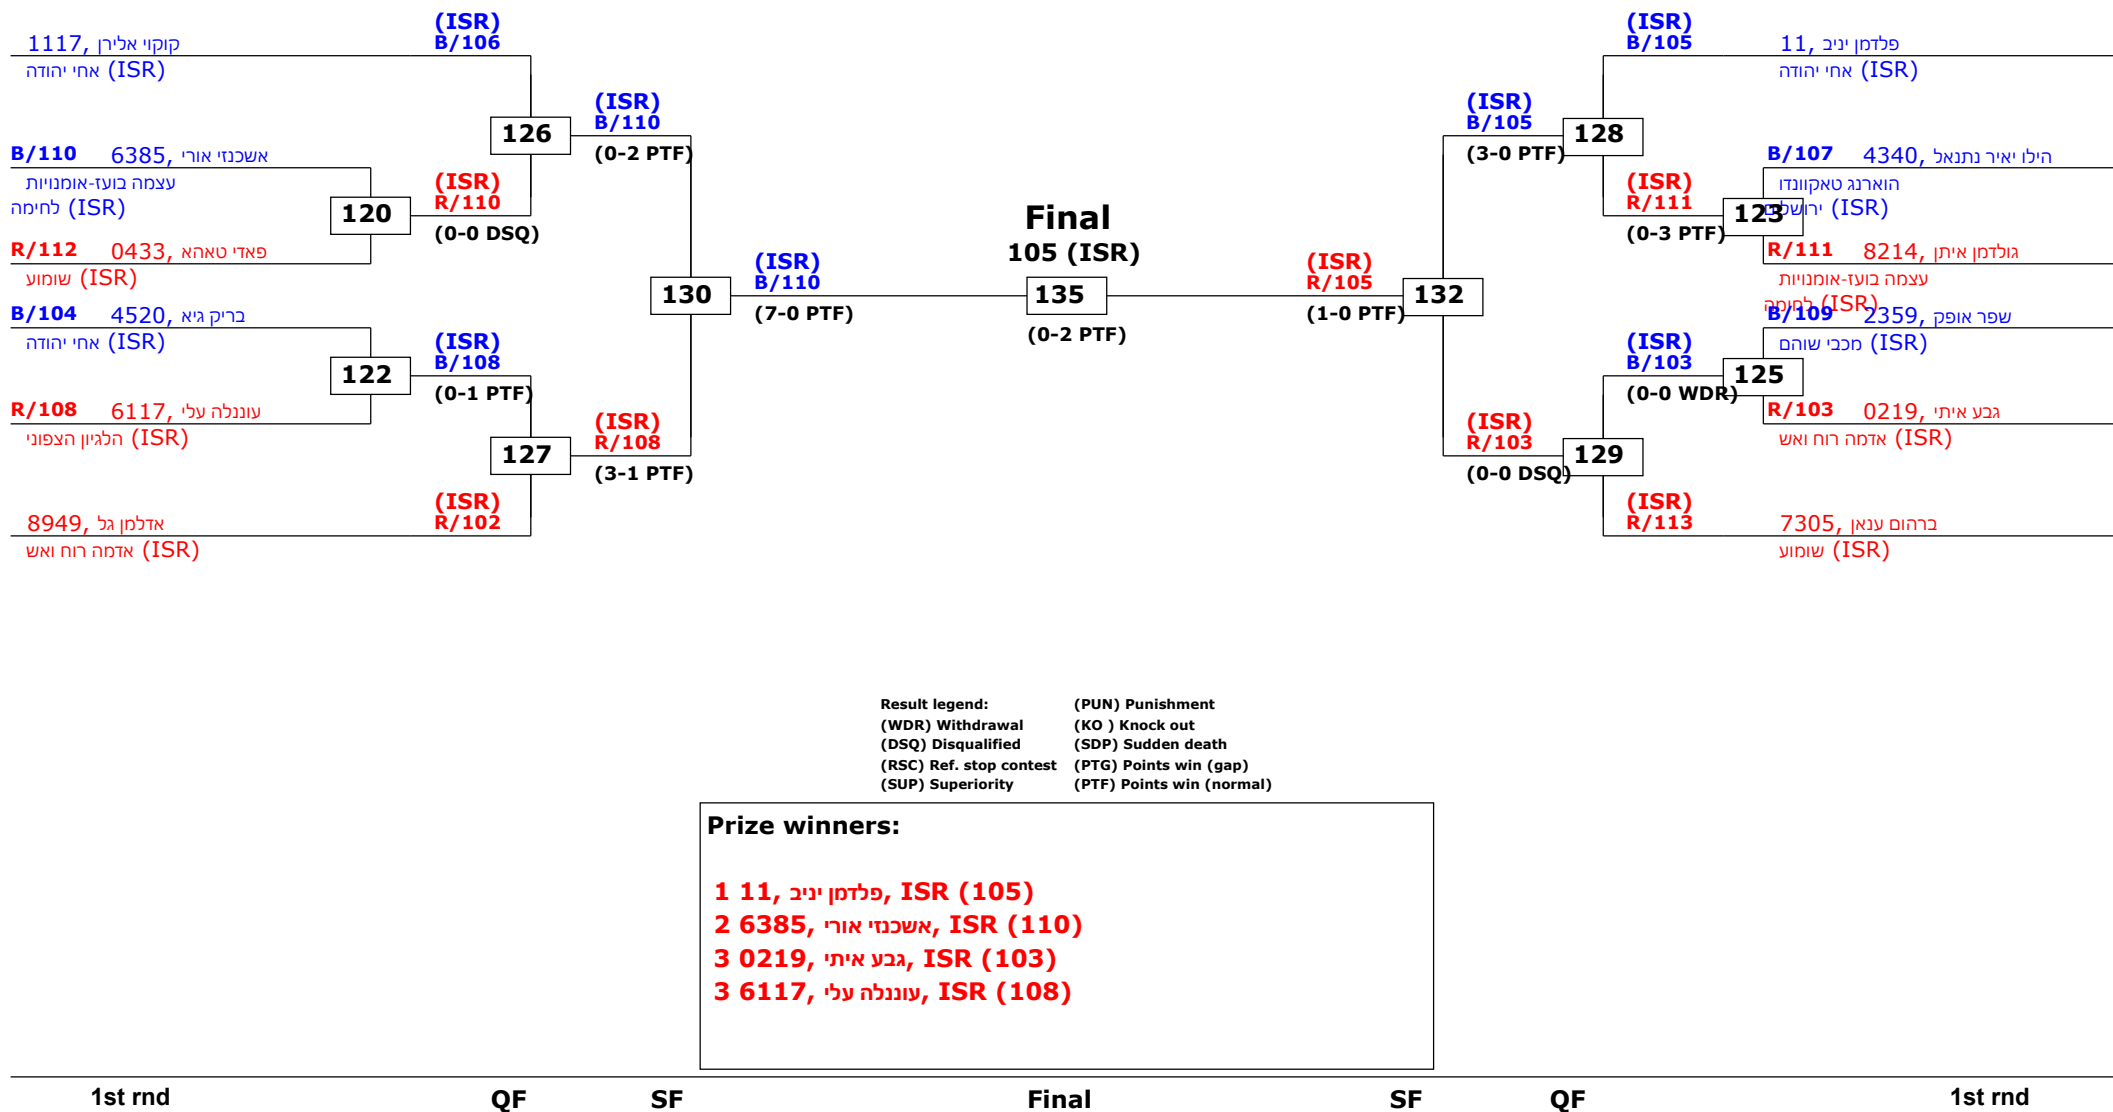 1117, קוקוי אלירן
אחי יהודה (ISR)
B/110 6385, אשכנזי אורי
עצמה בועז-אומנויות
לחימה (ISR)
R/112 0433, פאדי טאהא
שומוע (ISR)
B/104 4520, בריק גיא
אחי יהודה (ISR)
R/108 6117, עוננלה עלי
הלגיון הצפוני (ISR)
8949, אדלמן גל
אדמה רוח ואש (ISR)
120
122
(ISR)
B/106
(ISR)
R/110
(0-0 DSQ)
(ISR)
B/108
(0-1 PTF)
(ISR)
R/102
126
127
(ISR)
B/110
(0-2 PTF)
(ISR)
R/108
(3-1 PTF)
130
(ISR)
B/110
(7-0 PTF)
Final
105 (ISR)
135
(0-2 PTF)
(ISR)
R/105
(1-0 PTF)
132
(ISR)
B/105
(3-0 PTF)
(ISR)
R/103
(0-0 DSQ)
128
129
(ISR)
B/105
(ISR)
R/111
(0-3 PTF)
(ISR)
B/103
(0-0 WDR)
(ISR)
R/113
123
125
11, פלדמן יניב
אחי יהודה (ISR)
B/107 4340, הילו יאיר נתנאל
הוארנג טאקוונדו
ירושלים (ISR)
R/111 8214, גולדמן איתן
עצמה בועז-אומנויות
לחימה (ISR)
B/109 2359, שפר אופק
מכבי שוהם (ISR)
R/103 0219, גבע איתי
אדמה רוח ואש (ISR)
7305, ברהום ענאן
שומוע (ISR)
Result legend: (PUN) Punishment
(WDR) Withdrawal (KO ) Knock out
(DSQ) Disqualified (SDP) Sudden death
(RSC) Ref. stop contest (PTG) Points win (gap)
(SUP) Superiority (PTF) Points win (normal)
Prize winners:
1 11, פלדמן יניב, ISR (105)
2 6385, אשכנזי אורי, ISR (110)
3 0219, גבע איתי, ISR (103)
3 6117, עוננלה עלי, ISR (108)
1st rnd QF SF Final SF QF 1st rnd